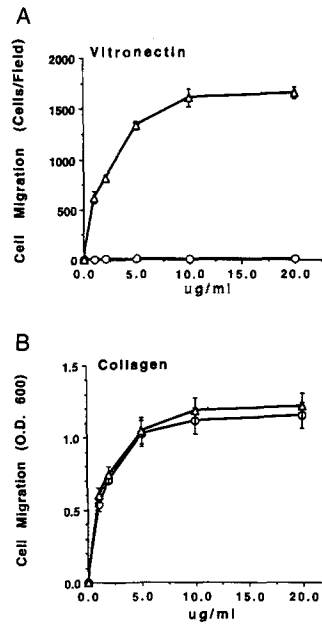 A
Vitronectin
Cell Migration (Cells/Field)
2000
1500
1000
500
0
0.0 5.0 10.0 15.0 20.0
ug/ml
B
Collagen
Cell Migration (O.D. 600)
1.5
1.0
0.5
0.0
0.0 5.0 10.0 15.0 20.0
ug/ml